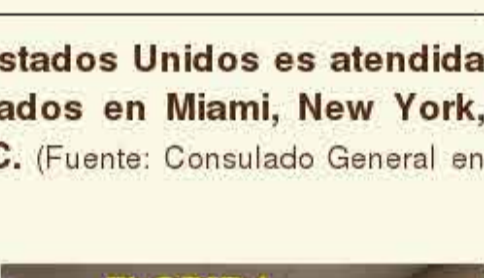 stados Unidos es atendida
ados en Miami, New York,
C. (Fuente: Consulado General en